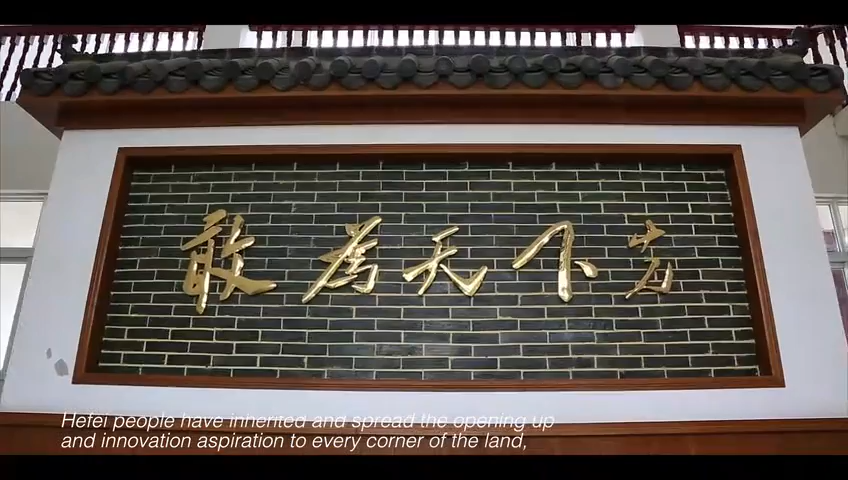 敢为天下先
Hefei people have inherited and spread the opening up
and innovation aspiration to every corner of the land,